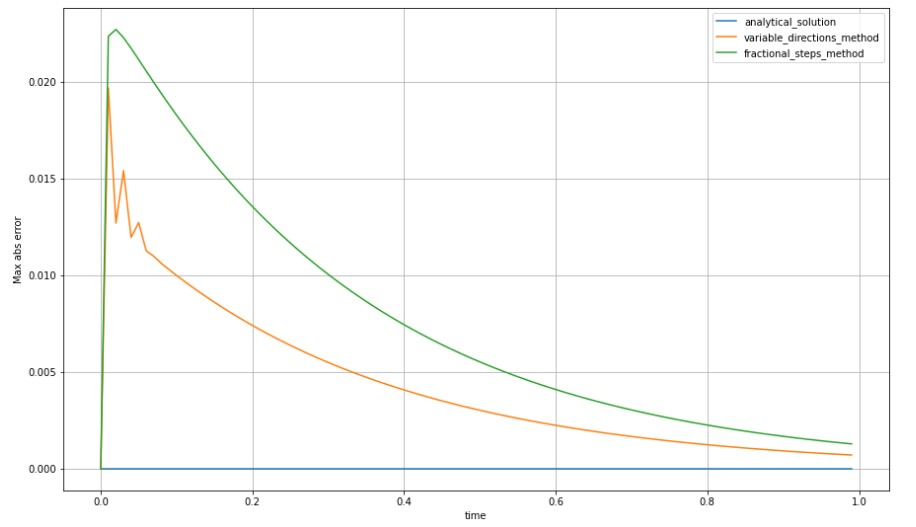 analytical_solution
variable_directions_method
fractional_steps_method
0.020
0.015
0.010
0.005
0.000
Max abs error
0.0 0.2 0.4 0.6 0.8 1.0
time